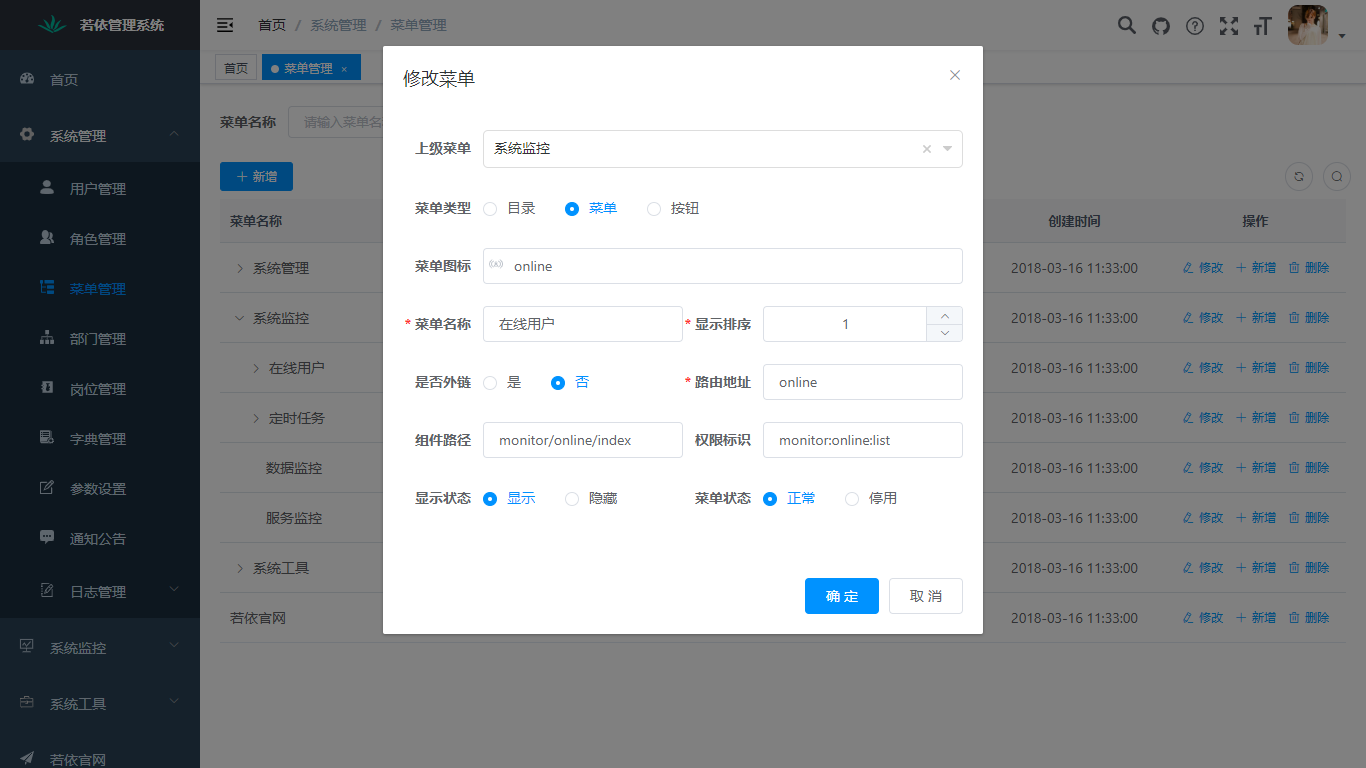 若依管理系统
首页 / 系统管理 / 菜单管理
首页
菜单管理 ×
首页
系统管理
用户管理
角色管理
菜单管理
部门管理
岗位管理
字典管理
参数设置
通知公告
日志管理
系统监控
系统工具
若依官网
菜单名称 请输入菜单名
新增
菜单名称 创建时间 操作
系统管理 2018-03-16 11:33:00 修改 新增 删除
系统监控 2018-03-16 11:33:00 修改 新增 删除
在线用户 2018-03-16 11:33:00 修改 新增 删除
定时任务 2018-03-16 11:33:00 修改 新增 删除
数据监控 2018-03-16 11:33:00 修改 新增 删除
服务监控 2018-03-16 11:33:00 修改 新增 删除
系统工具 2018-03-16 11:33:00 修改 新增 删除
若依官网 2018-03-16 11:33:00 修改 新增 删除
修改菜单
上级菜单 系统监控
菜单类型 目录 菜单 按钮
菜单图标 online
* 菜单名称 在线用户 * 显示排序 1
是否外链 是 否 * 路由地址 online
组件路径 monitor/online/index 权限标识 monitor:online:list
显示状态 显示 隐藏 菜单状态 正常 停用
确 定 取 消